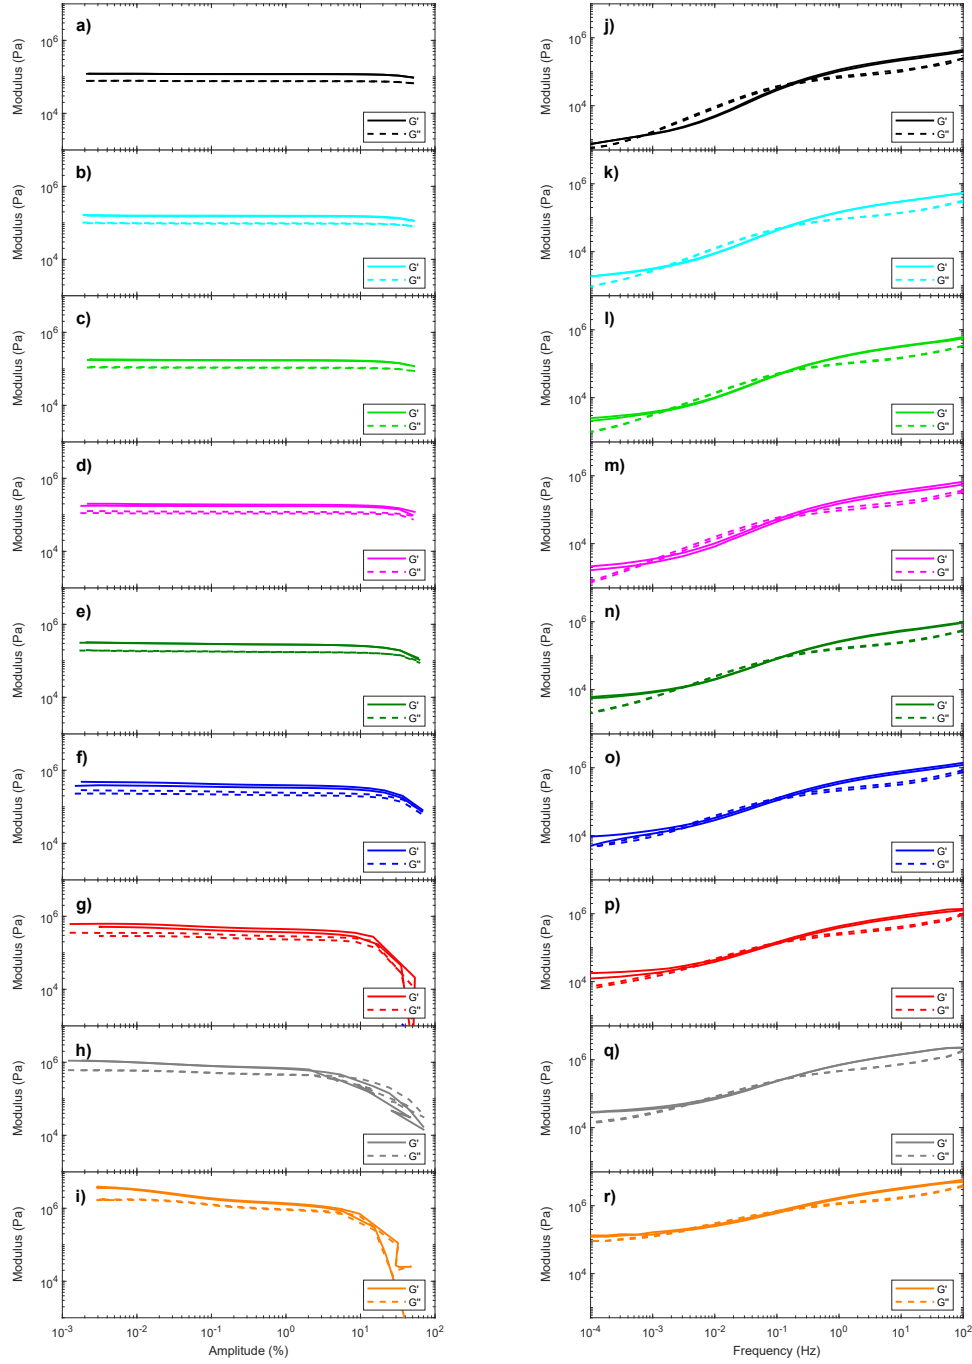 a)
Modulus (Pa)
10^6
10^4
G'
G"
b)
Modulus (Pa)
10^6
10^4
G'
G"
c)
Modulus (Pa)
10^6
10^4
G'
G"
d)
Modulus (Pa)
10^6
10^4
G'
G"
e)
Modulus (Pa)
10^6
10^4
G'
G"
f)
Modulus (Pa)
10^6
10^4
G'
G"
g)
Modulus (Pa)
10^6
10^4
G'
G"
h)
Modulus (Pa)
10^6
10^4
G'
G"
i)
Modulus (Pa)
10^6
10^4
G'
G"
10^-3 10^-2 10^-1 10^0 10^1 10^2
Amplitude (%)
j)
Modulus (Pa)
10^6
10^4
G'
G"
k)
Modulus (Pa)
10^6
10^4
G'
G"
l)
Modulus (Pa)
10^6
10^4
G'
G"
m)
Modulus (Pa)
10^6
10^4
G'
G"
n)
Modulus (Pa)
10^6
10^4
G'
G"
o)
Modulus (Pa)
10^6
10^4
G'
G"
p)
Modulus (Pa)
10^6
10^4
G'
G"
q)
Modulus (Pa)
10^6
10^4
G'
G"
r)
Modulus (Pa)
10^6
10^4
G'
G"
10^-4 10^-3 10^-2 10^-1 10^0 10^1 10^2
Frequency (Hz)